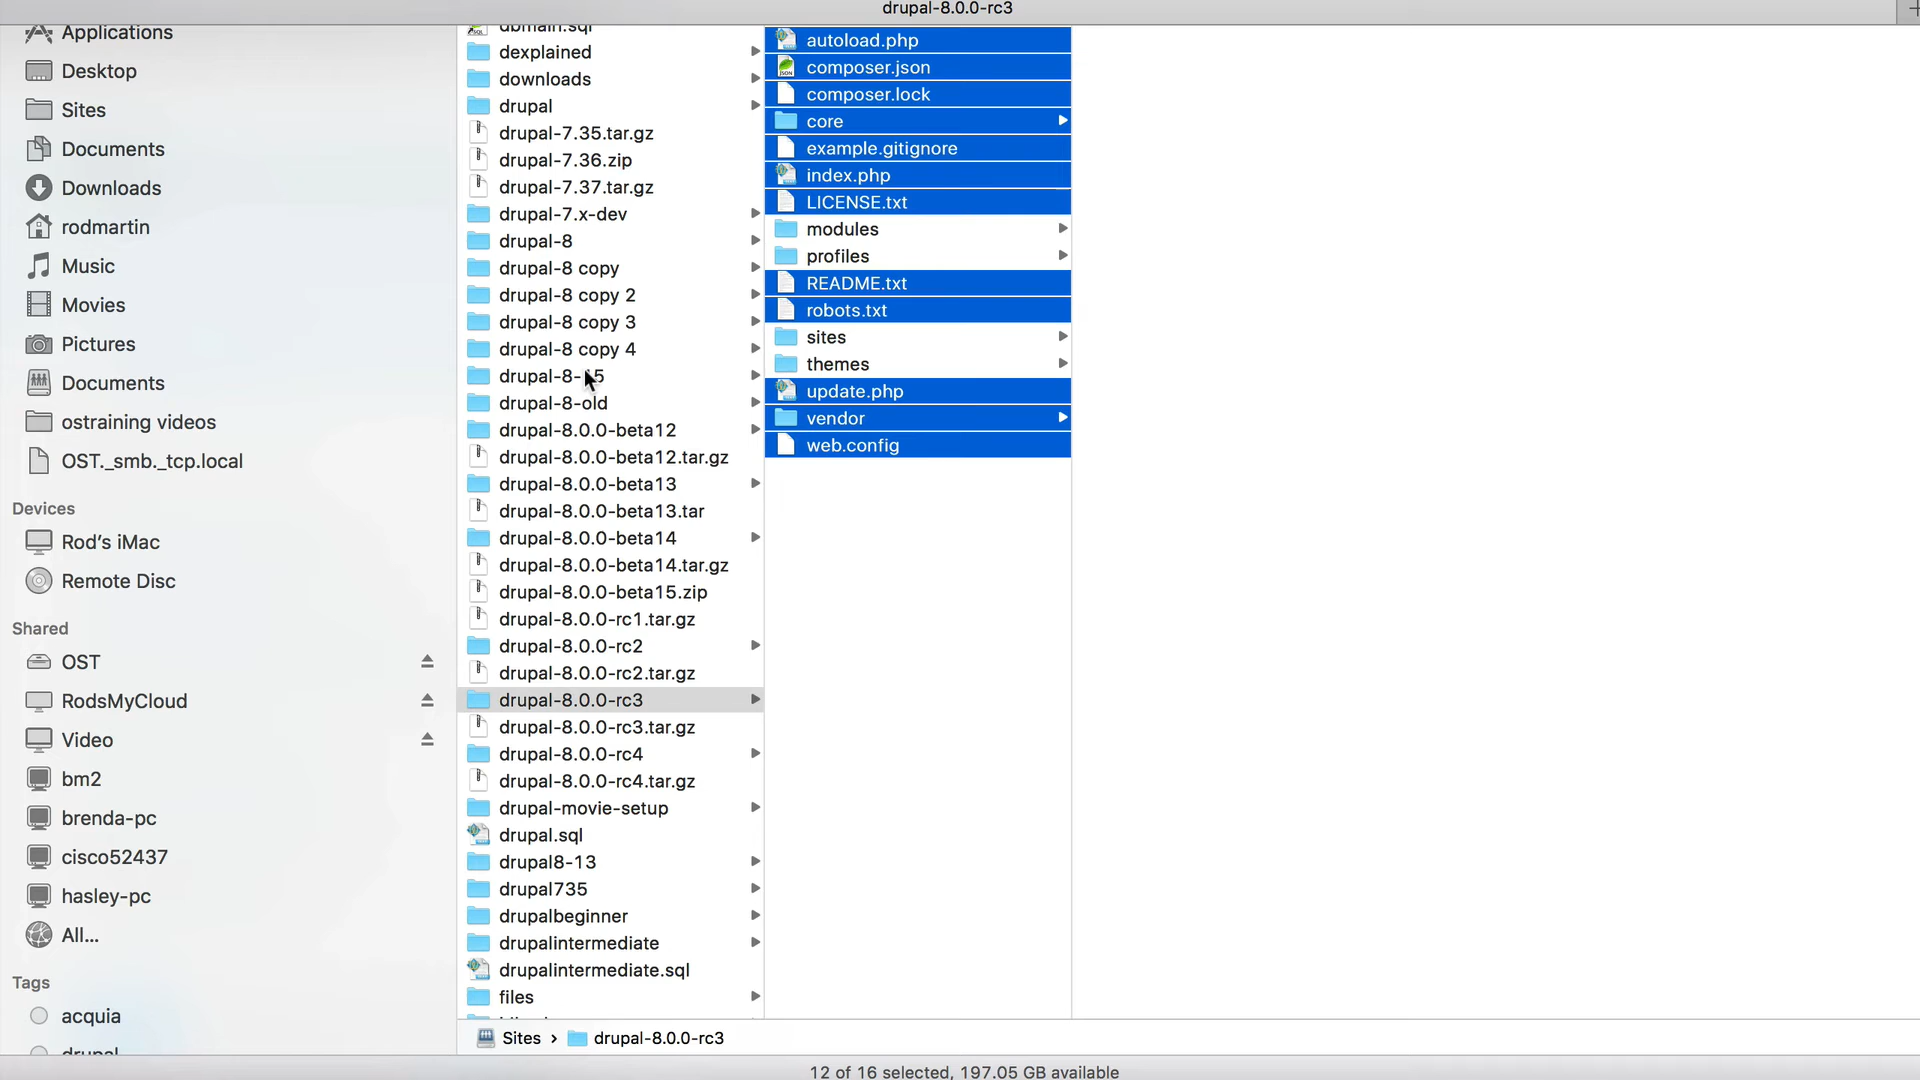 drupal-8.0.0-rc3
Applications
Desktop
Sites
Documents
Downloads
rodmartin
Music
Movies
Pictures
Documents
ostraining videos
OST._smb._tcp.local
Devices
Rod's iMac
Remote Disc
Shared
OST
RodsMyCloud
Video
bm2
brenda-pc
cisco52437
hasley-pc
All...
Tags
acquia
drupal
dbmain.sql
dexplained
downloads
drupal
drupal-7.35.tar.gz
drupal-7.36.zip
drupal-7.37.tar.gz
drupal-7.x-dev
drupal-8
drupal-8 copy
drupal-8 copy 2
drupal-8 copy 3
drupal-8 copy 4
drupal-8-15
drupal-8-old
drupal-8.0.0-beta12
drupal-8.0.0-beta12.tar.gz
drupal-8.0.0-beta13
drupal-8.0.0-beta13.tar
drupal-8.0.0-beta14
drupal-8.0.0-beta14.tar.gz
drupal-8.0.0-beta15.zip
drupal-8.0.0-rc1.tar.gz
drupal-8.0.0-rc2
drupal-8.0.0-rc2.tar.gz
drupal-8.0.0-rc3
drupal-8.0.0-rc3.tar.gz
drupal-8.0.0-rc4
drupal-8.0.0-rc4.tar.gz
drupal-movie-setup
drupal.sql
drupal8-13
drupal735
drupalbeginner
drupalintermediate
drupalintermediate.sql
files
autoload.php
composer.json
composer.lock
core
example.gitignore
index.php
LICENSE.txt
modules
profiles
README.txt
robots.txt
sites
themes
update.php
vendor
web.config
Sites › drupal-8.0.0-rc3
12 of 16 selected, 197.05 GB available